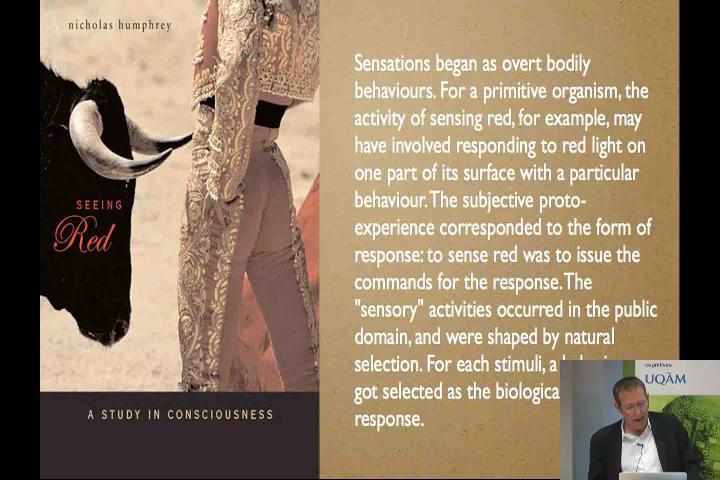 nicholas humphrey
SEEING
Red
A STUDY IN CONSCIOUSNESS
Sensations began as overt bodily
behaviours. For a primitive organism, the
activity of sensing red, for example, may
have involved responding to red light on
one part of its surface with a particular
behaviour. The subjective proto-
experience corresponded to the form of
response: to sense red was to issue the
commands for the response. The
"sensory" activities occurred in the public
domain, and were shaped by natural
selection. For each stimuli, a
got selected as the
response.
cognitives
UQÀM